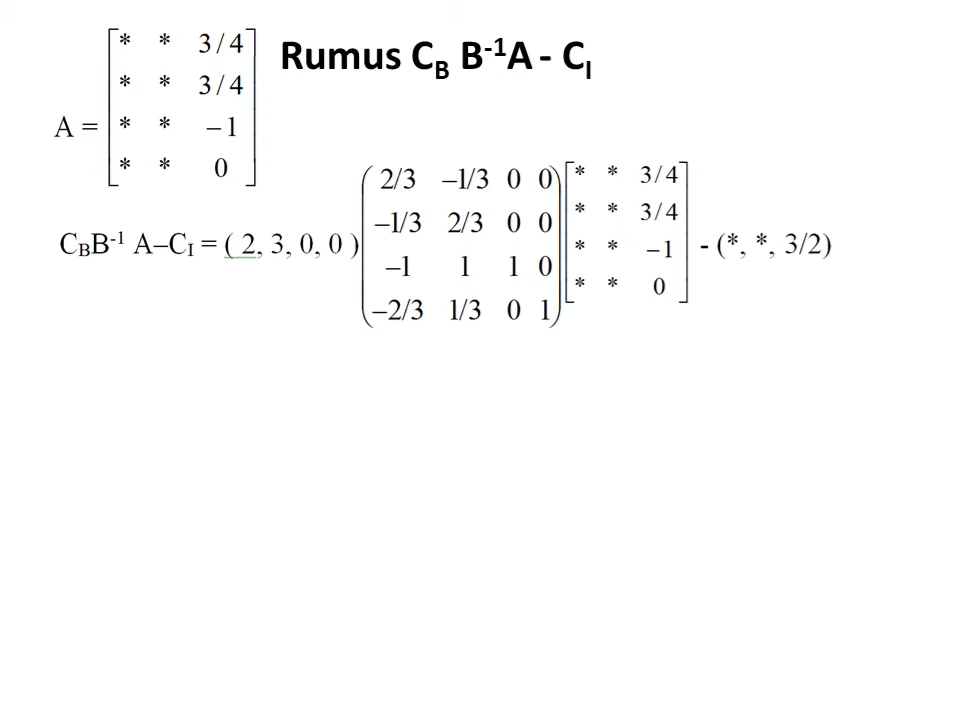 Rumus C_B B⁻¹A - C_I
A = [ * * 3/4
* * 3/4
* * –1
* * 0 ]
C_BB⁻¹ A–C_I = ( 2, 3, 0, 0 ) ( 2/3 –1/3 0 0
–1/3 2/3 0 0
–1 1 1 0
–2/3 1/3 0 1 ) [ * * 3/4
* * 3/4
* * –1
* * 0 ] - (*, *, 3/2)